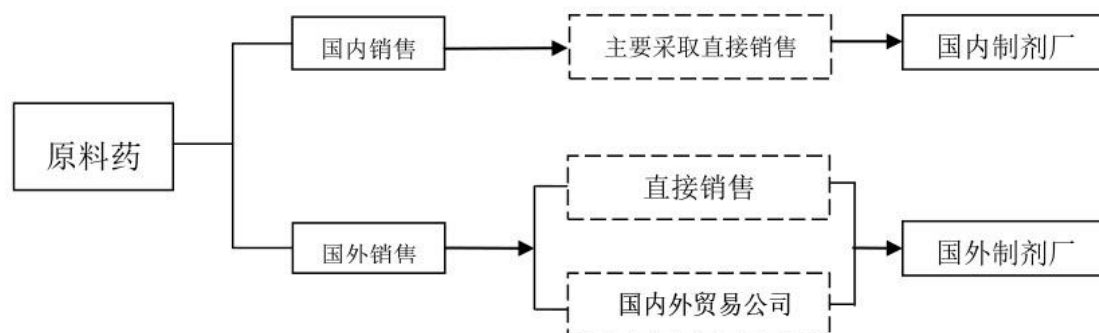 国内销售
主要采取直接销售
国内制剂厂
原料药
直接销售
国外销售
国外制剂厂
国内外贸易公司